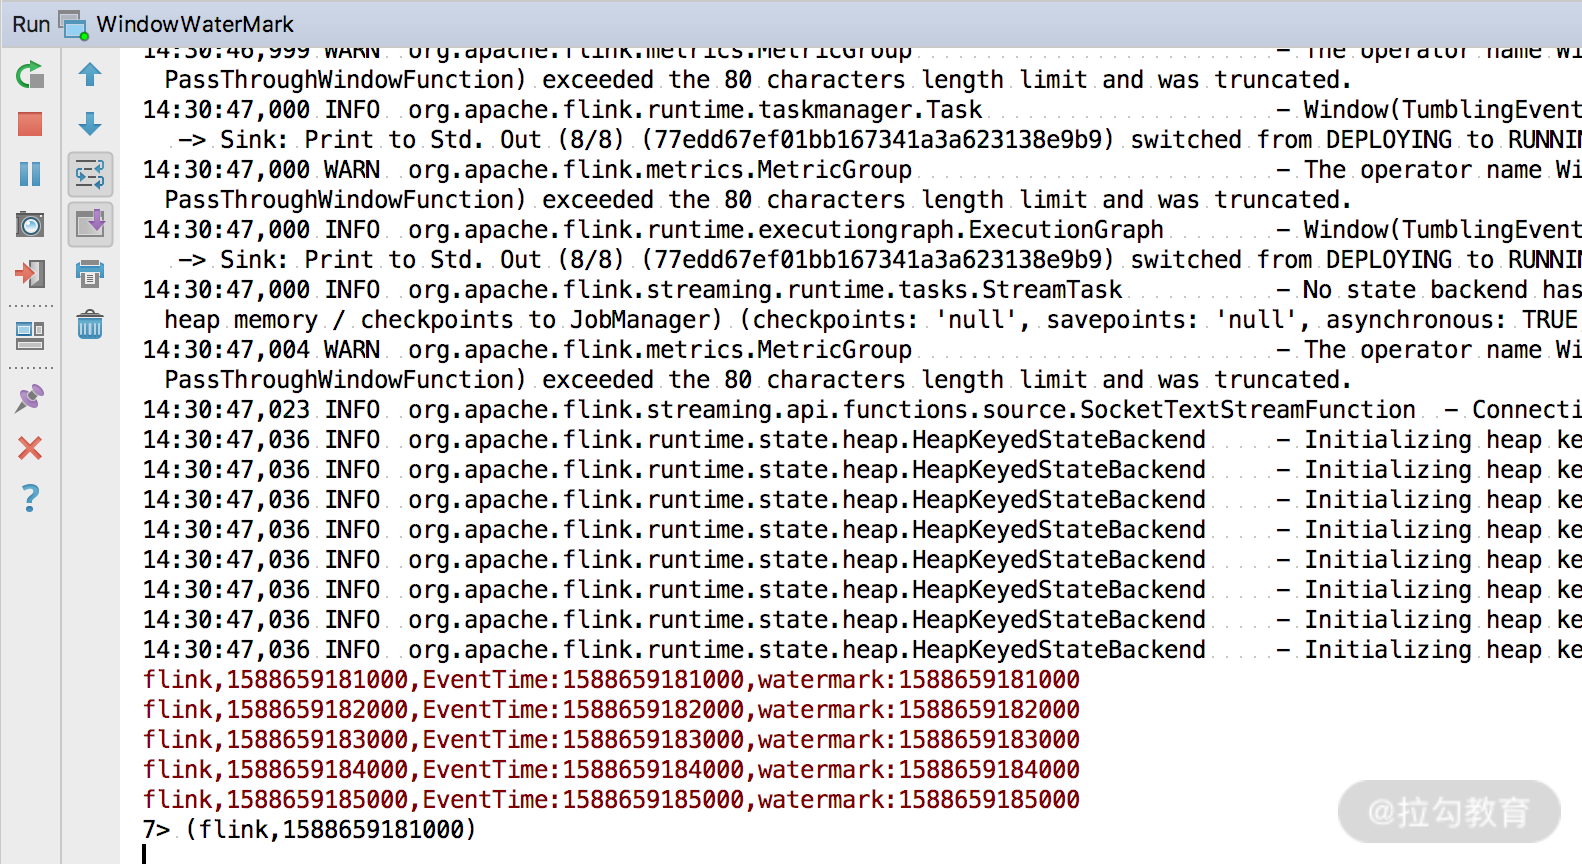 Run WindowWaterMark
14:30:46,999 WARN org.apache.flink.metrics.MetricGroup - The operator name Wi
PassThroughWindowFunction) exceeded the 80 characters length limit and was truncated.
14:30:47,000 INFO org.apache.flink.runtime.taskmanager.Task - Window(TumblingEvent
-> Sink: Print to Std. Out (8/8) (77edd67ef01bb167341a3a623138e9b9) switched from DEPLOYING to RUNNIN
14:30:47,000 WARN org.apache.flink.metrics.MetricGroup - The operator name Wi
PassThroughWindowFunction) exceeded the 80 characters length limit and was truncated.
14:30:47,000 INFO org.apache.flink.runtime.executiongraph.ExecutionGraph - Window(TumblingEvent
-> Sink: Print to Std. Out (8/8) (77edd67ef01bb167341a3a623138e9b9) switched from DEPLOYING to RUNNIN
14:30:47,000 INFO org.apache.flink.streaming.runtime.tasks.StreamTask - No state backend has
heap memory / checkpoints to JobManager) (checkpoints: 'null', savepoints: 'null', asynchronous: TRUE
14:30:47,004 WARN org.apache.flink.metrics.MetricGroup - The operator name Wi
PassThroughWindowFunction) exceeded the 80 characters length limit and was truncated.
14:30:47,023 INFO org.apache.flink.streaming.api.functions.source.SocketTextStreamFunction - Connecti
14:30:47,036 INFO org.apache.flink.runtime.state.heap.HeapKeyedStateBackend - Initializing heap ke
14:30:47,036 INFO org.apache.flink.runtime.state.heap.HeapKeyedStateBackend - Initializing heap ke
14:30:47,036 INFO org.apache.flink.runtime.state.heap.HeapKeyedStateBackend - Initializing heap ke
14:30:47,036 INFO org.apache.flink.runtime.state.heap.HeapKeyedStateBackend - Initializing heap ke
14:30:47,036 INFO org.apache.flink.runtime.state.heap.HeapKeyedStateBackend - Initializing heap ke
14:30:47,036 INFO org.apache.flink.runtime.state.heap.HeapKeyedStateBackend - Initializing heap ke
14:30:47,036 INFO org.apache.flink.runtime.state.heap.HeapKeyedStateBackend - Initializing heap ke
14:30:47,036 INFO org.apache.flink.runtime.state.heap.HeapKeyedStateBackend - Initializing heap ke
flink,1588659181000,EventTime:1588659181000,watermark:1588659181000
flink,1588659182000,EventTime:1588659182000,watermark:1588659182000
flink,1588659183000,EventTime:1588659183000,watermark:1588659183000
flink,1588659184000,EventTime:1588659184000,watermark:1588659184000
flink,1588659185000,EventTime:1588659185000,watermark:1588659185000
7> (flink,1588659181000)
@拉勾教育